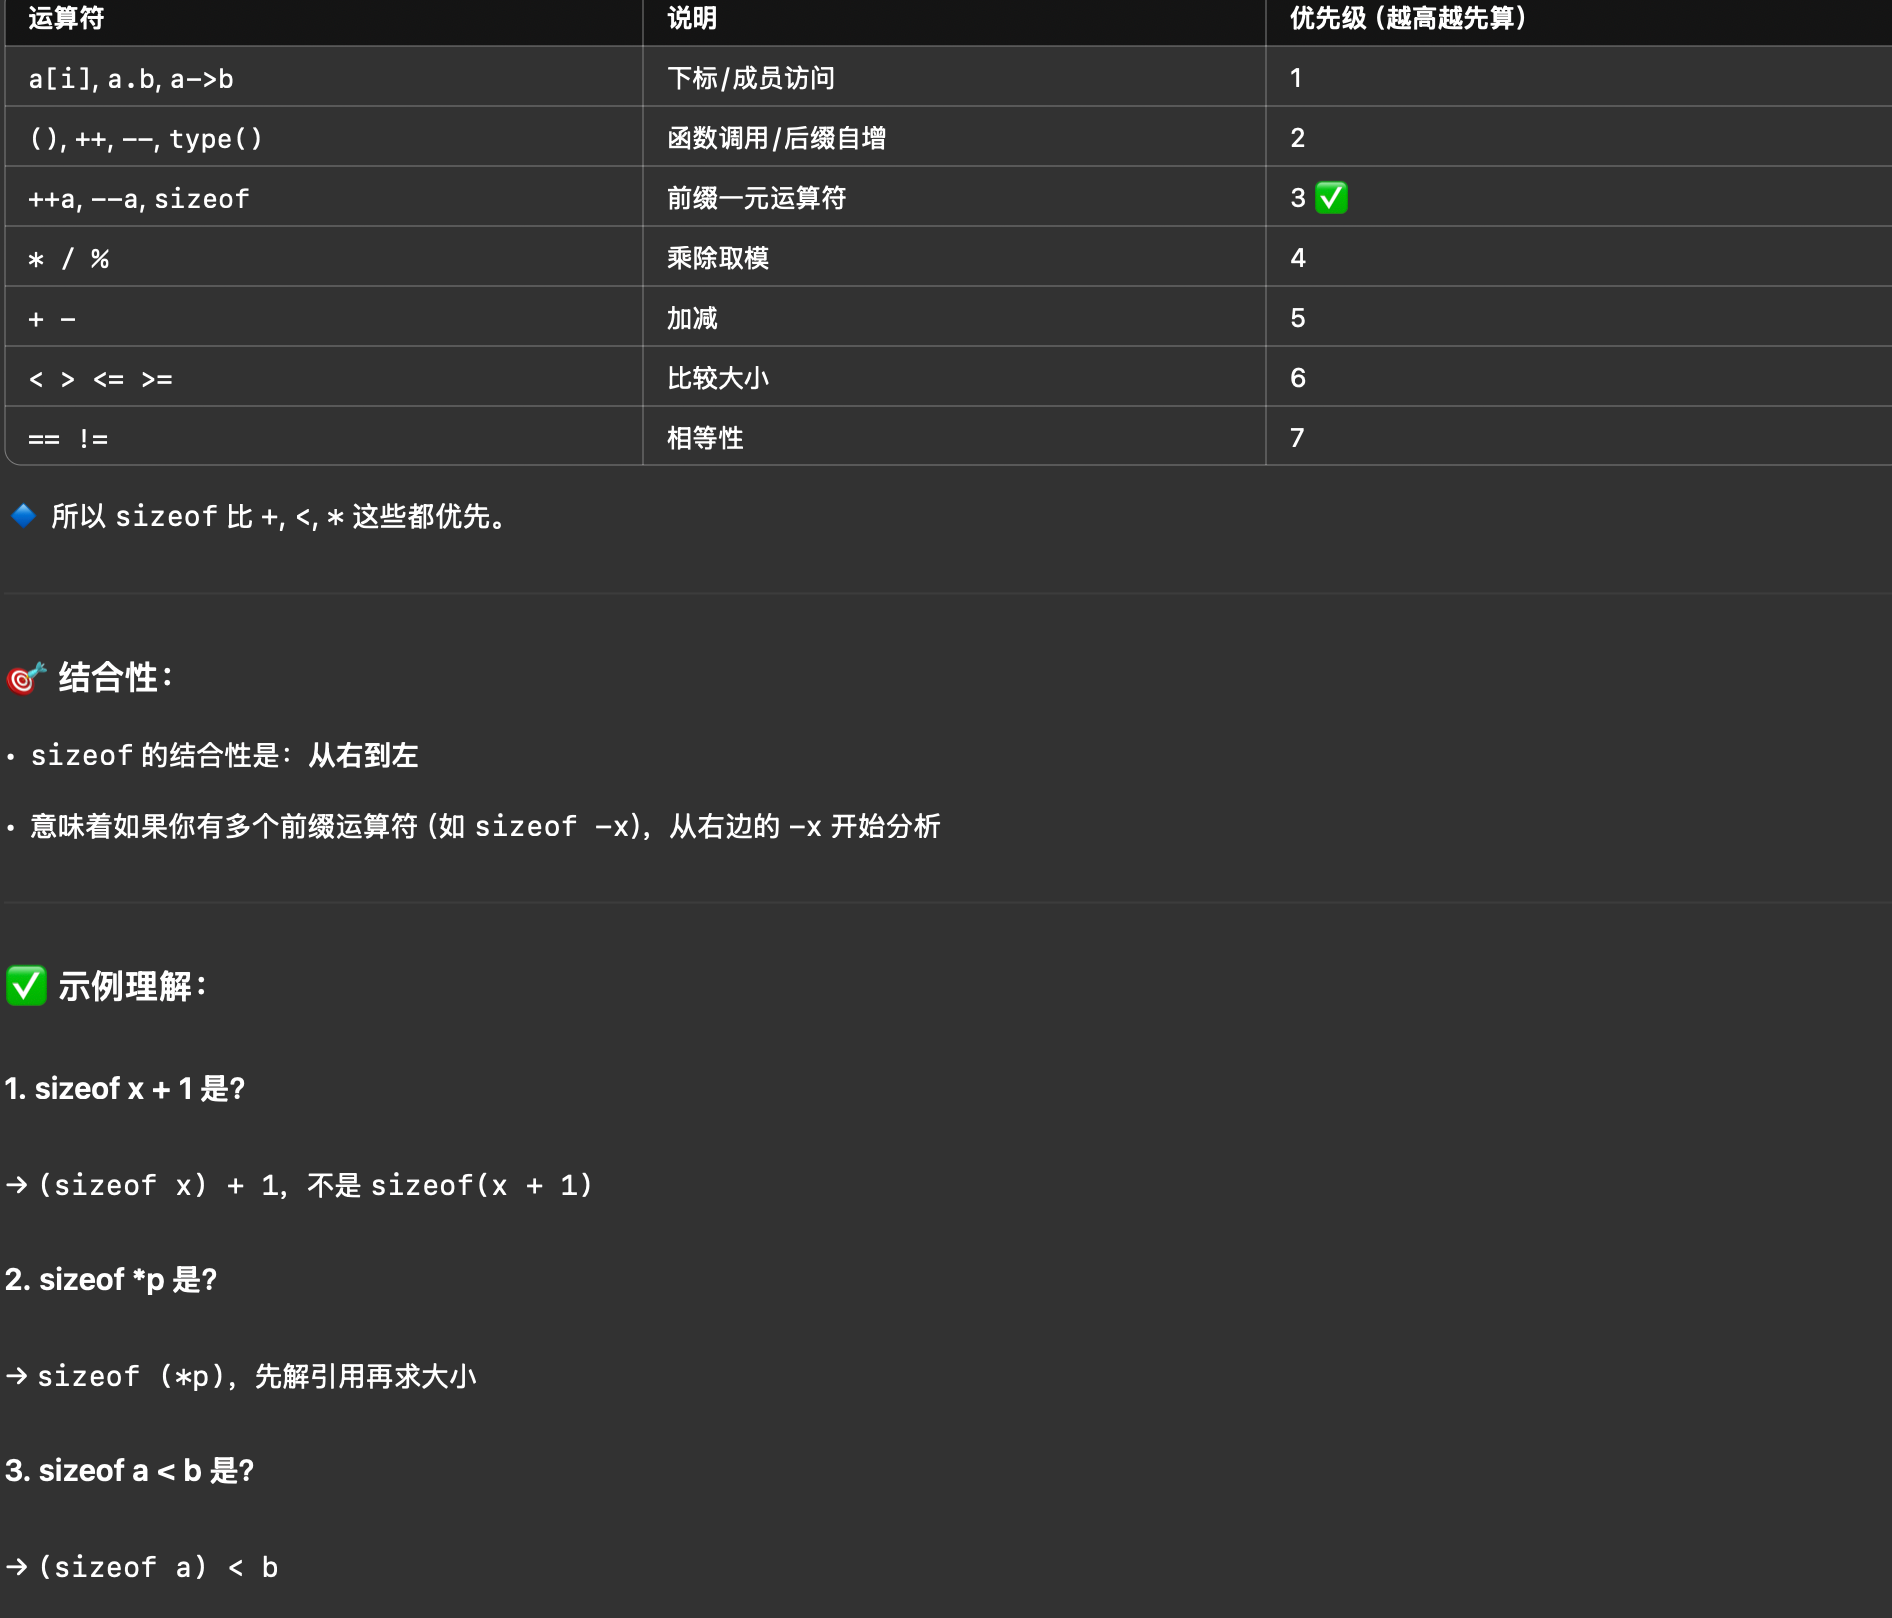 运算符 说明 优先级（越高越先算）
a[i], a.b, a->b 下标/成员访问 1
(), ++, --, type() 函数调用/后缀自增 2
++a, --a, sizeof 前缀一元运算符 3 ✅
* / % 乘除取模 4
+ - 加减 5
< > <= >= 比较大小 6
== != 相等性 7
🔷 所以 sizeof 比 +, <, * 这些都优先。
🎯 结合性：
• sizeof 的结合性是：从右到左
• 意味着如果你有多个前缀运算符（如 sizeof -x），从右边的 -x 开始分析
✅ 示例理解：
1. sizeof x + 1 是？
→ (sizeof x) + 1，不是 sizeof(x + 1)
2. sizeof *p 是？
→ sizeof (*p)，先解引用再求大小
3. sizeof a < b 是？
→ (sizeof a) < b